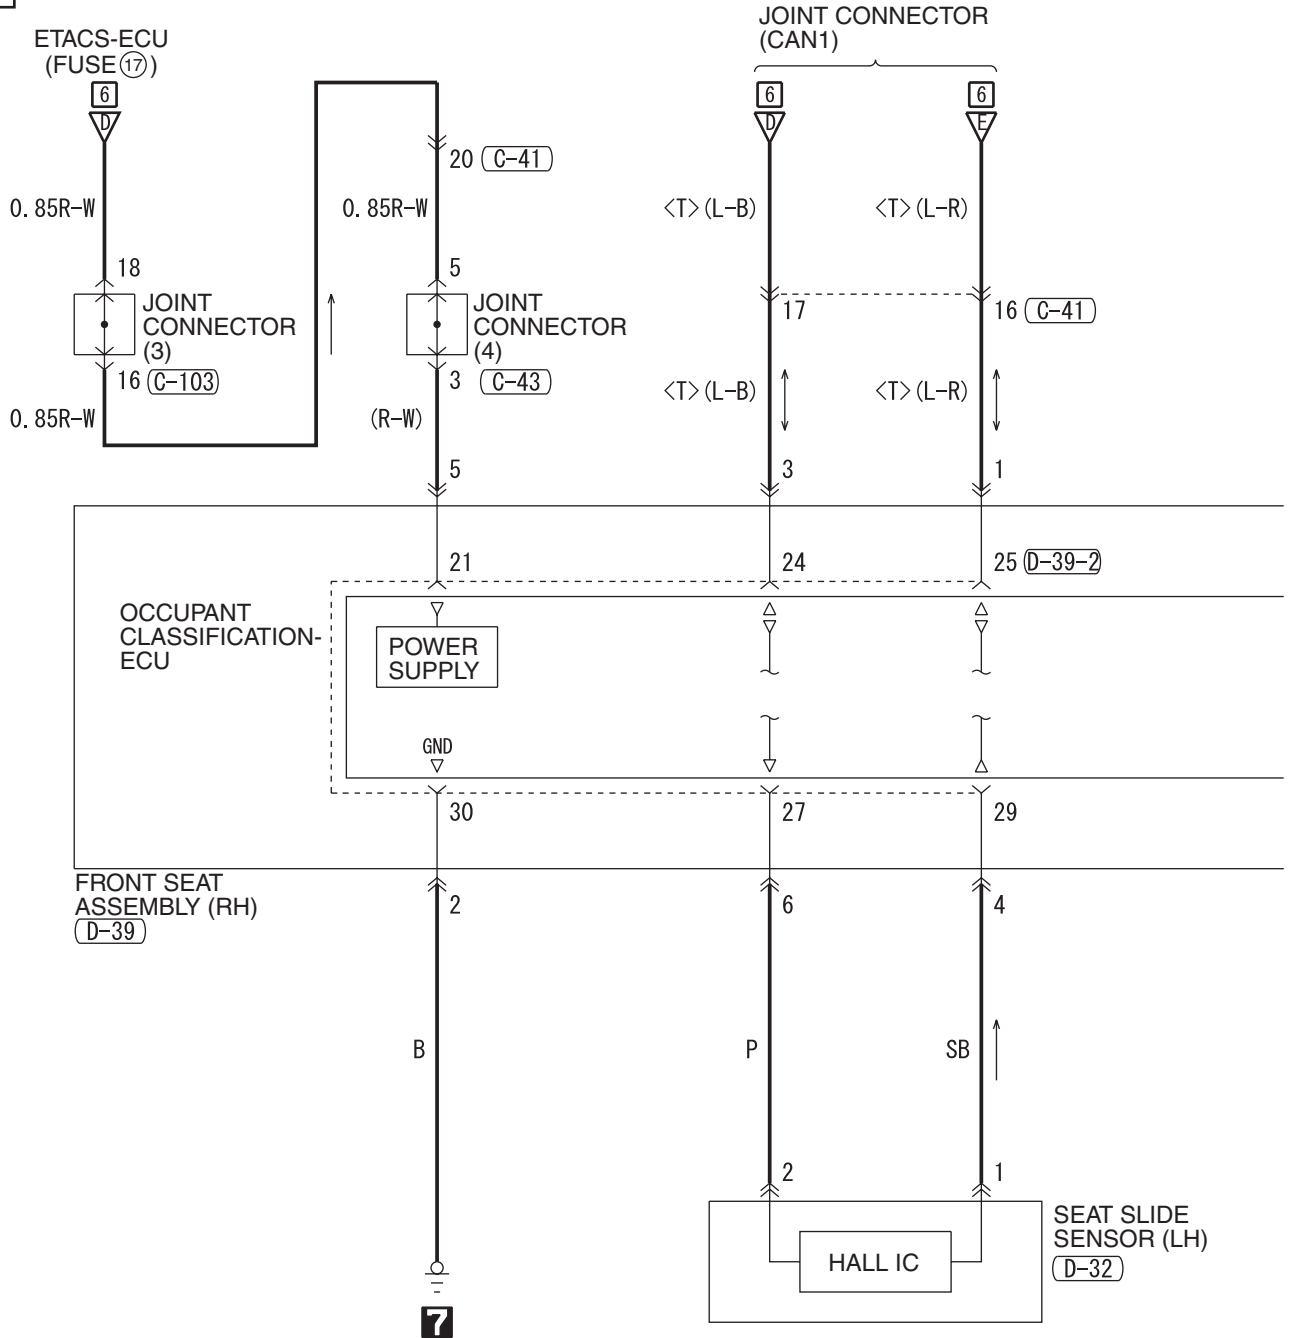 JOINT CONNECTOR
(CAN1)
ETACS-ECU
(FUSE⑰)
6
6
6
D
D
E
20 C-41
0.85R-W
0.85R-W
<T>(L-B)
<T>(L-R)
18
5
JOINT
CONNECTOR
(3)
JOINT
CONNECTOR
(4)
17
16 C-41
16 C-103
3 C-43
0.85R-W
(R-W)
<T>(L-B)
<T>(L-R)
5
3
1
21
24
25 D-39-2
OCCUPANT
CLASSIFICATION-
ECU
POWER
SUPPLY
GND
30
27
29
FRONT SEAT
ASSEMBLY (RH)
D-39
2
6
4
B
P
SB
2
1
HALL IC
SEAT SLIDE
SENSOR (LH)
D-32
7